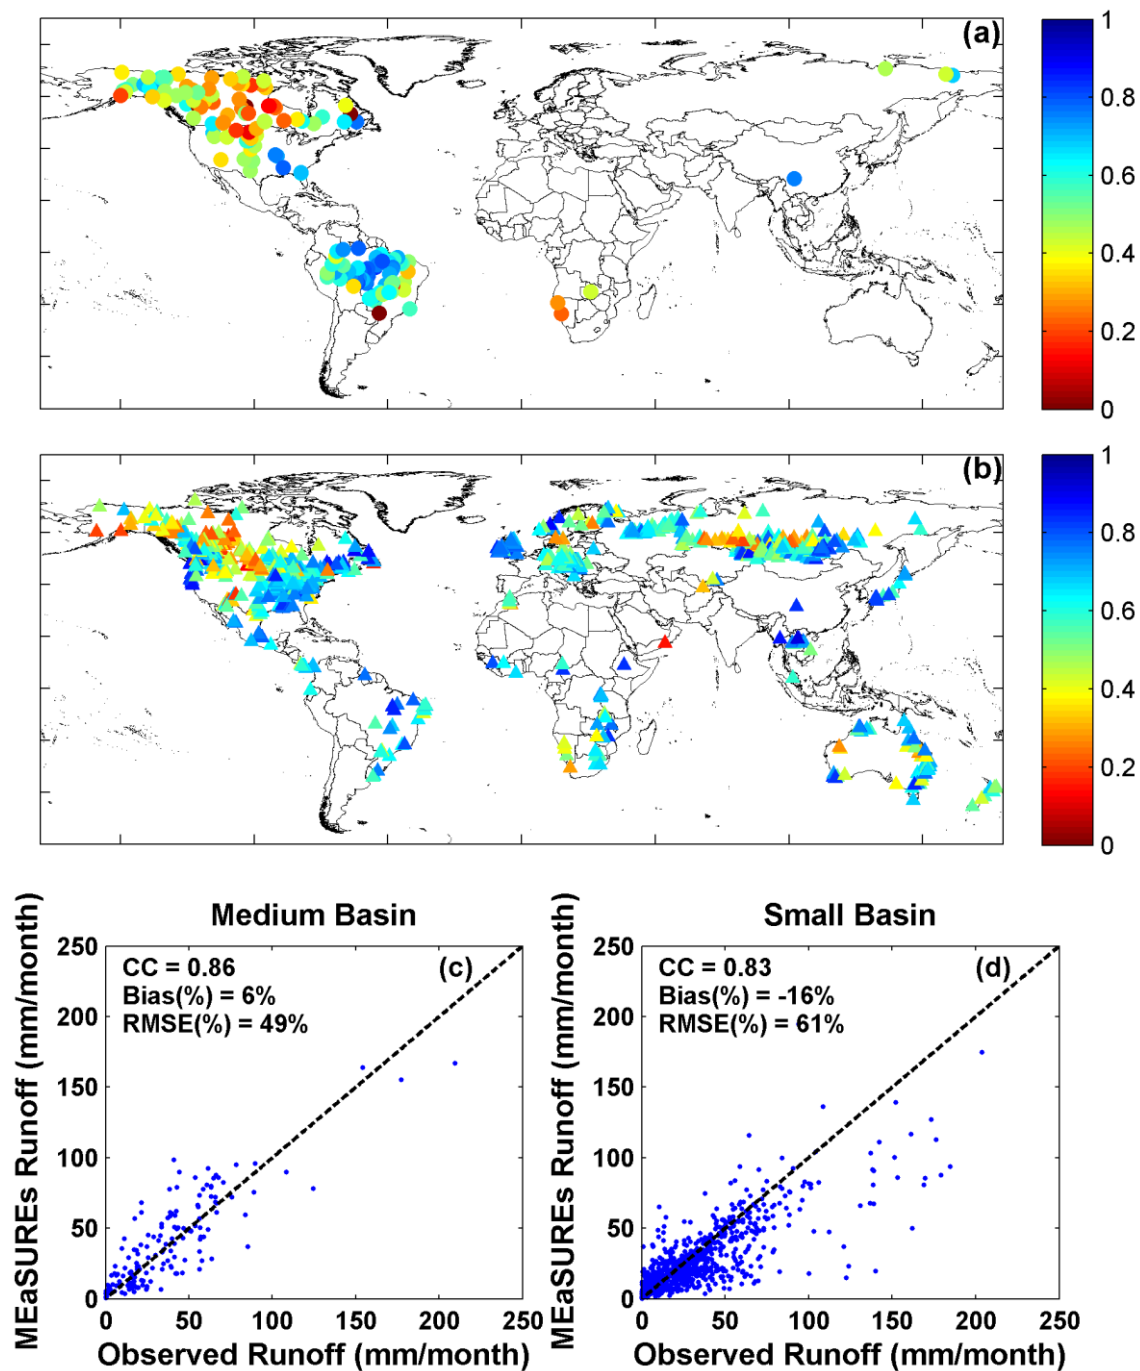 (a)
1
0.8
0.6
0.4
0.2
0
(b)
1
0.8
0.6
0.4
0.2
0
Medium Basin
MEaSUREs Runoff (mm/month)
250
200
150
100
50
0
CC = 0.86
Bias(%) = 6%
RMSE(%) = 49%
(c)
0 50 100 150 200 250
Observed Runoff (mm/month)
Small Basin
MEaSUREs Runoff (mm/month)
250
200
150
100
50
0
CC = 0.83
Bias(%) = -16%
RMSE(%) = 61%
(d)
0 50 100 150 200 250
Observed Runoff (mm/month)